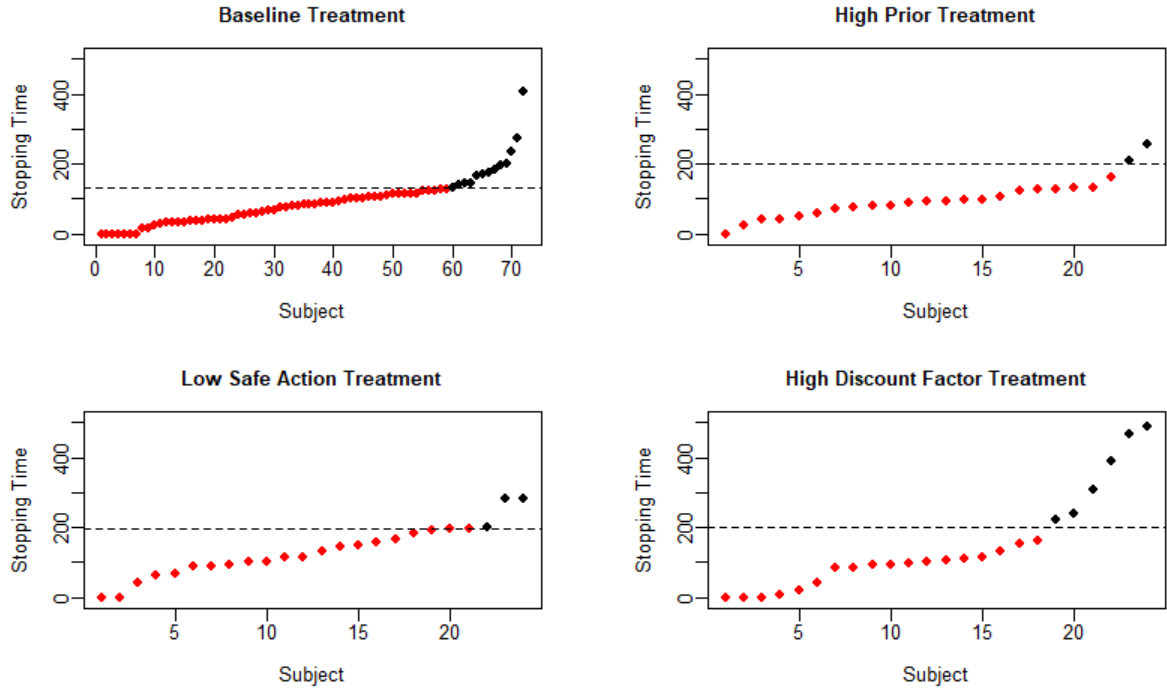 Baseline Treatment
Stopping Time
0
200
400
0 10 20 30 40 50 60 70
Subject
High Prior Treatment
Stopping Time
0
200
400
5 10 15 20
Subject
Low Safe Action Treatment
Stopping Time
0
200
400
5 10 15 20
Subject
High Discount Factor Treatment
Stopping Time
0
200
400
5 10 15 20
Subject